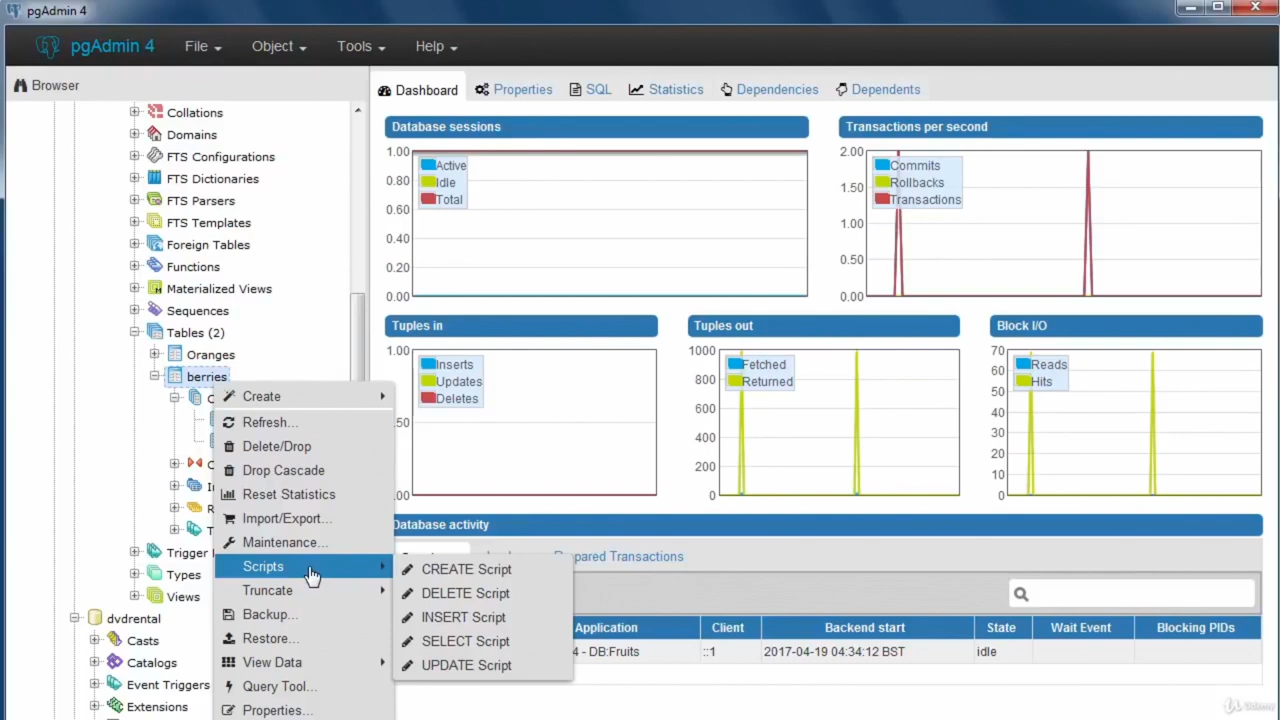 pgAdmin 4
pgAdmin 4 File Object Tools Help
Browser
Dashboard Properties SQL Statistics Dependencies Dependents
Collations
Domains
FTS Configurations
FTS Dictionaries
FTS Parsers
FTS Templates
Foreign Tables
Functions
Materialized Views
Sequences
Tables (2)
Oranges
berries
Trigger
Types
Views
dvdrental
Casts
Catalogs
Event Triggers
Extensions
Create
Refresh...
Delete/Drop
Drop Cascade
Reset Statistics
Import/Export...
Maintenance...
Scripts
Truncate
Backup...
Restore...
View Data
Query Tool...
Properties...
CREATE Script
DELETE Script
INSERT Script
SELECT Script
UPDATE Script
Database sessions
1.00
0.80
0.60
0.40
0.20
0.00
Active
Idle
Total
Transactions per second
2.00
1.50
1.00
0.50
0.00
Commits
Rollbacks
Transactions
Tuples in
1.00
.50
.00
Inserts
Updates
Deletes
Tuples out
1000
800
600
400
200
0
Fetched
Returned
Block I/O
70
60
50
40
30
20
10
0
Reads
Hits
Database activity
Prepared Transactions
Application Client Backend start State Wait Event Blocking PIDs
4 - DB:Fruits ::1 2017-04-19 04:34:12 BST idle
Udemy